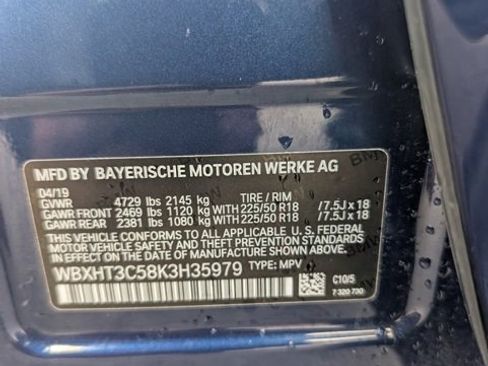 MFD BY BAYERISCHE MOTOREN WERKE AG
04/19
GVWR 4729 lbs 2145 kg TIRE / RIM
GAWR FRONT 2469 lbs 1120 kg WITH 225/50 R18 /7.5J x 18
GAWR REAR 2381 lbs 1080 kg WITH 225/50 R18 /7.5J x 18
THIS VEHICLE CONFORMS TO ALL APPLICABLE U.S. FEDERAL
MOTOR VEHICLE SAFETY, BUMPER, AND THEFT PREVENTION
STANDARDS IN EFFECT ON THE DATE OF MANUFACTURE SHOWN ABOVE.
WBXHT3C58K3H35979 TYPE: MPV
C10/S
7 320 730